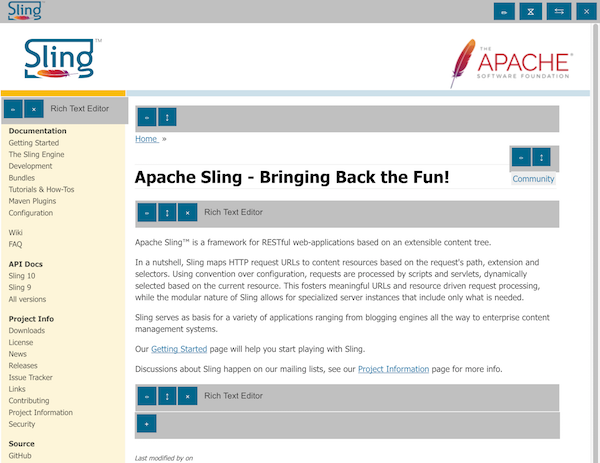 Sling
Sling™
THE
APACHE®
SOFTWARE FOUNDATION
Rich Text Editor
Documentation
Getting Started
The Sling Engine
Development
Bundles
Tutorials & How-Tos
Maven Plugins
Configuration
Wiki
FAQ
API Docs
Sling 10
Sling 9
All versions
Project Info
Downloads
License
News
Releases
Issue Tracker
Links
Contributing
Project Information
Security
Source
GitHub
Home »
Community
Apache Sling - Bringing Back the Fun!
Rich Text Editor
Apache Sling™ is a framework for RESTful web-applications based on an extensible content tree.
In a nutshell, Sling maps HTTP request URLs to content resources based on the request's path, extension and
selectors. Using convention over configuration, requests are processed by scripts and servlets, dynamically
selected based on the current resource. This fosters meaningful URLs and resource driven request processing,
while the modular nature of Sling allows for specialized server instances that include only what is needed.
Sling serves as basis for a variety of applications ranging from blogging engines all the way to enterprise content
management systems.
Our Getting Started page will help you start playing with Sling.
Discussions about Sling happen on our mailing lists, see our Project Information page for more info.
Rich Text Editor
Last modified by on